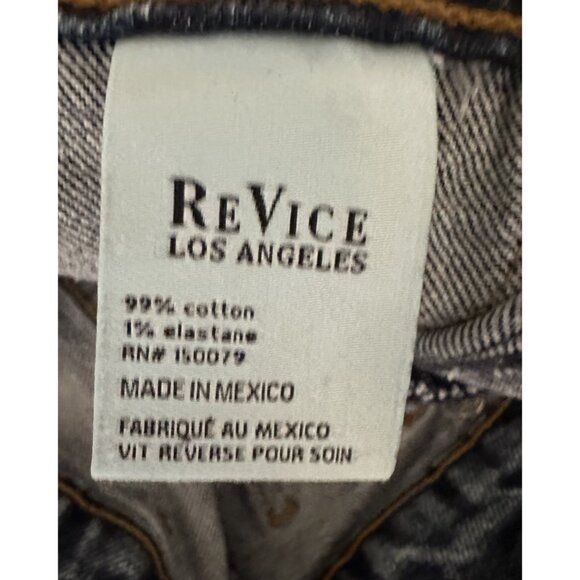 REVICE
LOS ANGELES
99% cotton
1% elastane
RN# 150079
MADE IN MEXICO
FABRIQUÉ AU MEXICO
VIT REVERSE POUR SOIN